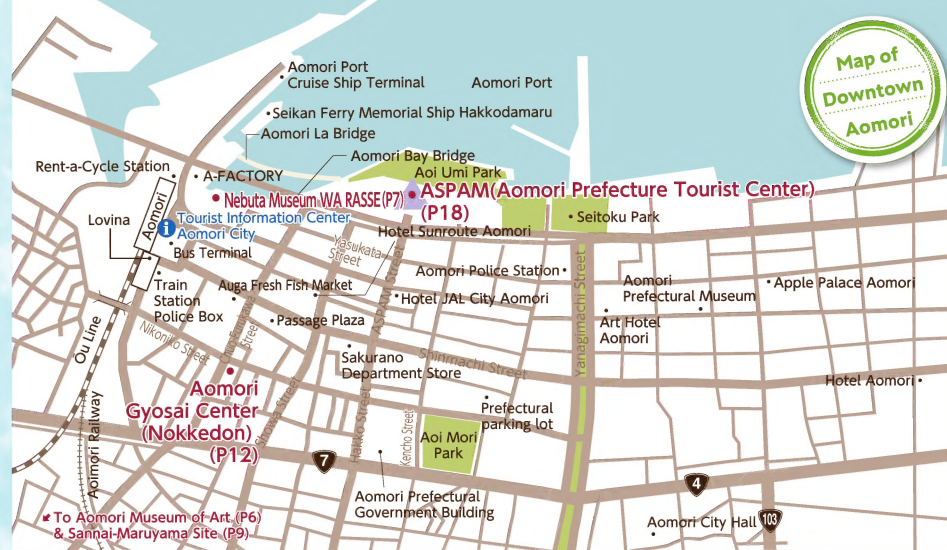 Map of
Downtown
Aomori
Aomori Port
Cruise Ship Terminal
Aomori Port
Seikan Ferry Memorial Ship Hakkodamaru
Aomori La Bridge
Aomori Bay Bridge
Rent-a-Cycle Station
A-FACTORY
Aoi Umi Park
Nebuta Museum WA RASSE(P7)
ASPAM(Aomori Prefecture Tourist Center)
(P18)
Lovina
Aomori
i
Tourist Information Center
Aomori City
Seitoku Park
Hotel Sunroute Aomori
Bus Terminal
Yasukata
Street
Aomori Police Station
Train
Station
Police Box
Auga Fresh Fish Market
ASPAM Street
Hotel JAL City Aomori
Aomori
Prefectural Museum
Apple Palace Aomori
Yanagimachi Street
Passage Plaza
Art Hotel
Aomori
Nikoniko Street
Street
Ou Line
Sakurano
Department Store
Shinmachi Street
Hotel Aomori
Aomori
Gyosai Center
(Nokkedon)
(P12)
Showa Street
Hakko Street
Kencho Street
Prefectural
parking lot
Aoi Mori
Park
Aoimori Railway
7
4
Aomori Prefectural
Government Building
Aomori City Hall
103
To Aomori Museum of Art (P6)
& Sannai-Maruyama Site (P9)